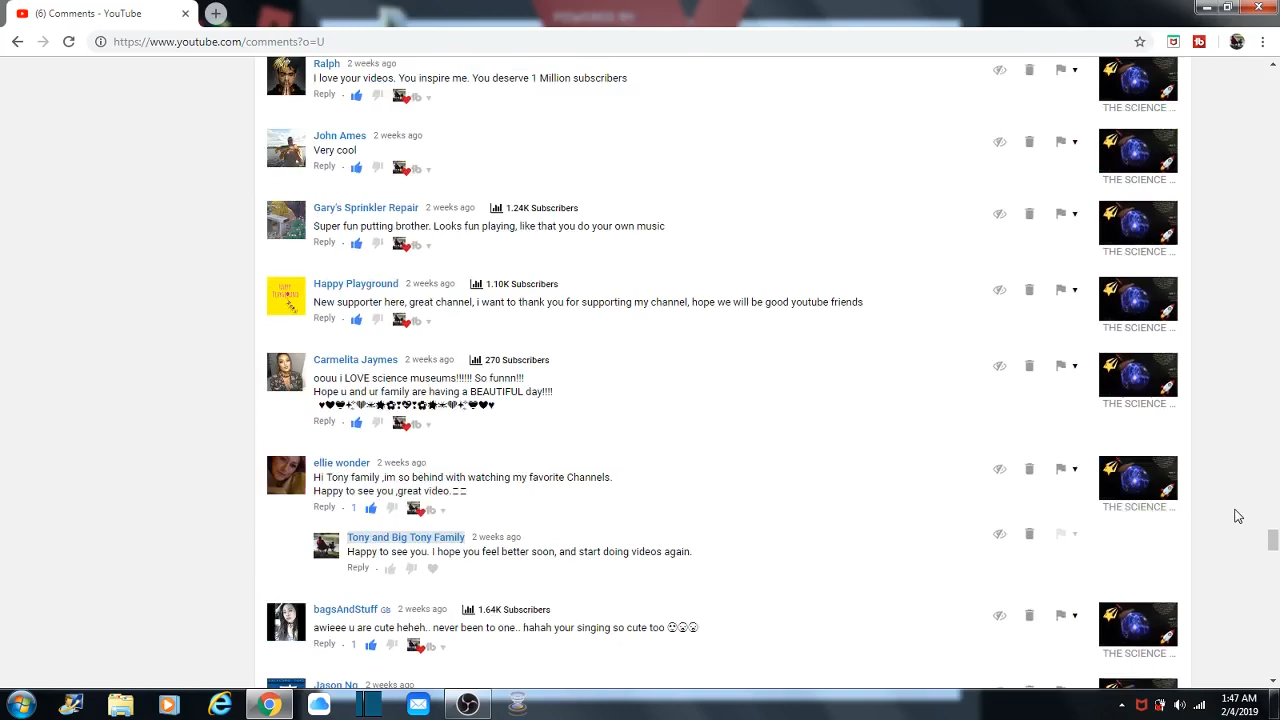 (6) Comments - YouTube
https://www.youtube.com/comments?o=U
Ralph 2 weeks ago
I love your videos. You inspire me. You deserve 1 Million subscribers
Reply
THE SCIENCE ...
John Ames 2 weeks ago
Very cool
Reply
THE SCIENCE ...
Gary's Sprinkler Repair 2 weeks ago 1.24K Subscribers
Super fun putting brother. Looks fun playing, like that you do your own music
Reply
THE SCIENCE ...
Happy Playground 2 weeks ago 1.10K Subscribers
New supporter here, great channel, i want to thank you for supporting my channel, hope we will be good youtube friends
Reply
THE SCIENCE ...
Carmelita Jaymes 2 weeks ago 270 Subscribers
oouu i LOVE science museums!!!!!! So funnn!!!
Hope u and ur family are having a BEAUTIFUL day!!!!
Reply
THE SCIENCE ...
ellie wonder 2 weeks ago
Hi Tony family ,im so behind with watching my favorite Channels.
Happy to see you ,great video.
Reply 1
THE SCIENCE ...
Tony and Big Tony Family 2 weeks ago
Happy to see you. I hope you feel better soon, and start doing videos again.
Reply
bagsAndStuff GB 2 weeks ago 1.64K Subscribers
awieee u are cute when u count from ten to one.. hahah your singing so cute too
Reply 1
THE SCIENCE ...
Jason Ng 2 weeks ago
1:47 AM
2/4/2019